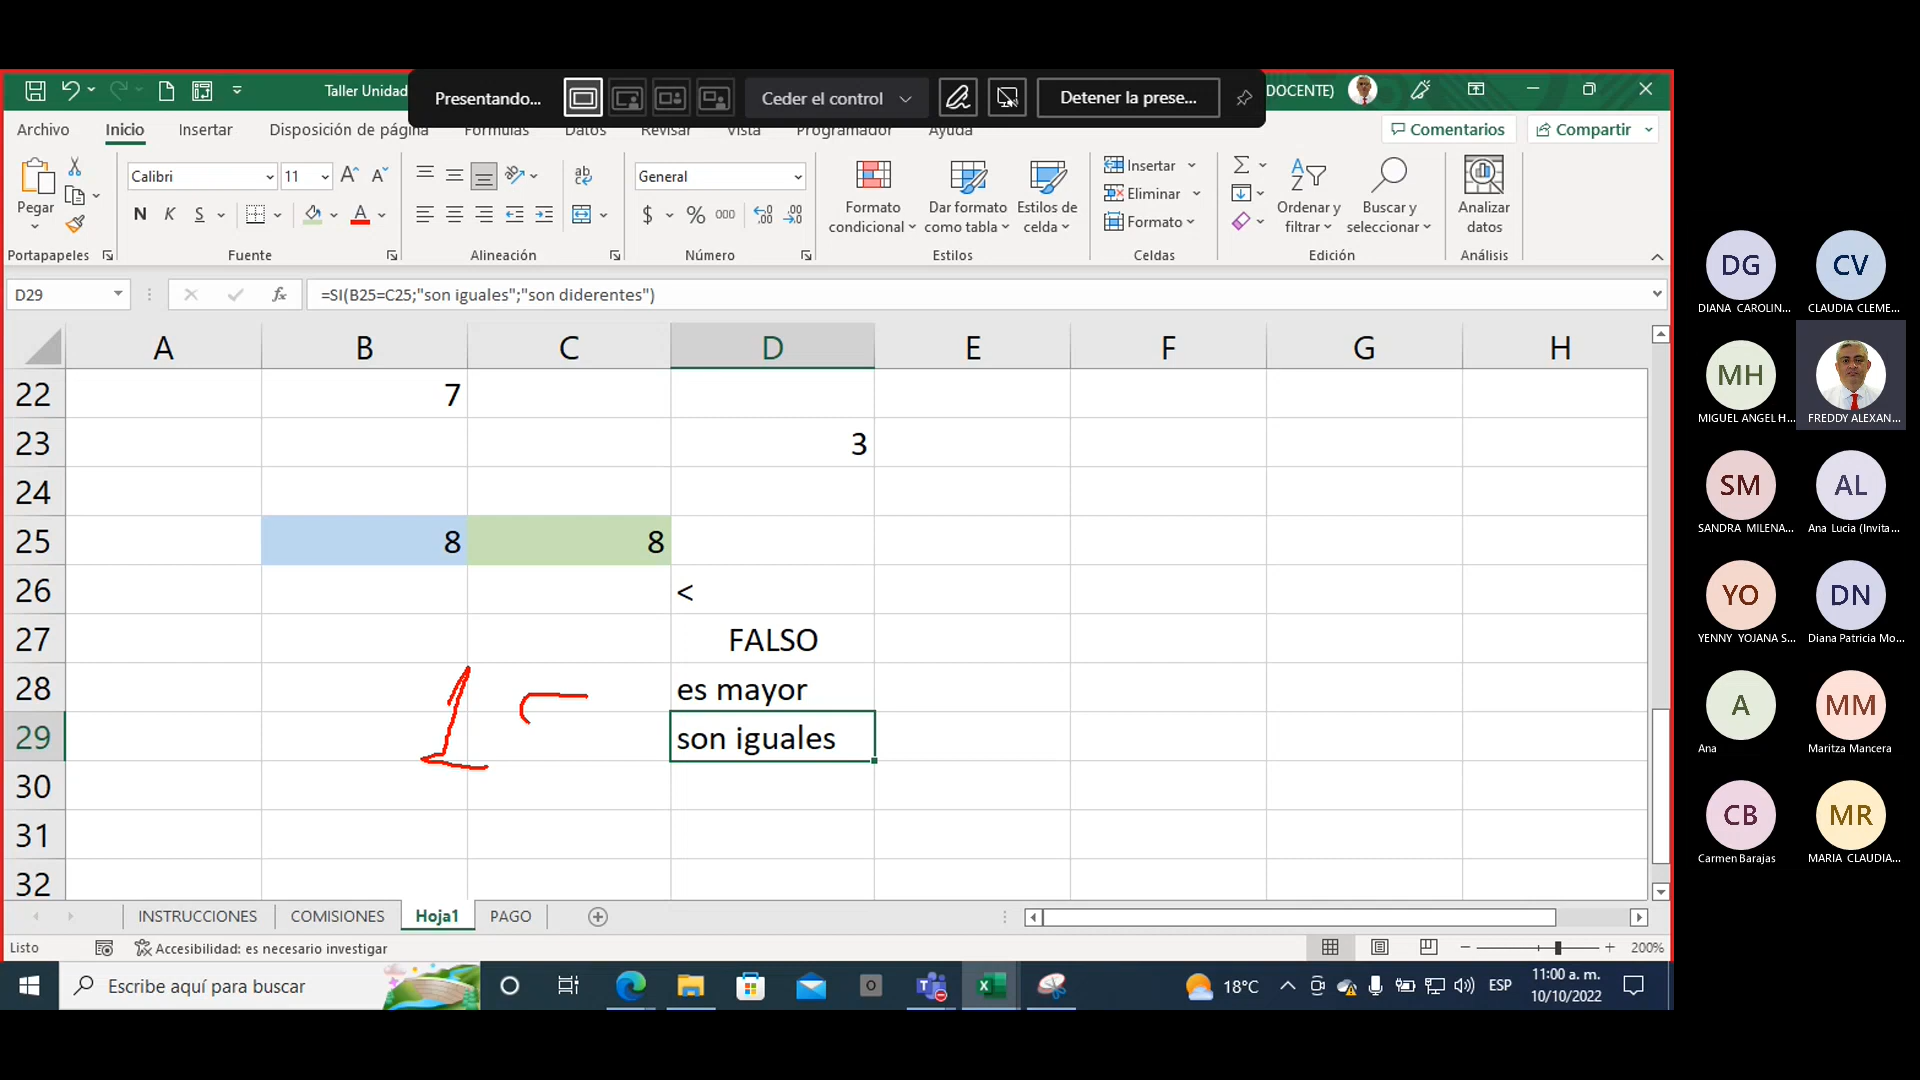 Taller Unidad
Presentando...
Ceder el control
Detener la prese...
DOCENTE)
Archivo
Inicio
Insertar
Disposición de página
Fórmulas
Datos
Revisar
Vista
Programador
Ayuda
Comentarios
Compartir
Pegar
Calibri
11
N K S
General
$ % 000
Formato condicional
Dar formato como tabla
Estilos de celda
Insertar
Eliminar
Formato
Ordenar y filtrar
Buscar y seleccionar
Analizar datos
Portapapeles
Fuente
Alineación
Número
Estilos
Celdas
Edición
Análisis
D29
fx
=SI(B25=C25;"son iguales";"son diderentes")
A B C D E F G H
22 7
23 3
24
25 8 8
26 <
27 FALSO
28 es mayor
29 son iguales
30
31
32
1
INSTRUCCIONES
COMISIONES
Hoja1
PAGO
Listo
Accesibilidad: es necesario investigar
200%
Escribe aquí para buscar
18°C
ESP
11:00 a. m.
10/10/2022
DG
DIANA CAROLIN...
CV
CLAUDIA CLEME...
MH
MIGUEL ANGEL H...
FREDDY ALEXAN...
SM
SANDRA MILENA...
AL
Ana Lucia (Invita...
YO
YENNY YOJANA S...
DN
Diana Patricia Mo...
A
Ana
MM
Maritza Mancera
CB
Carmen Barajas
MR
MARIA CLAUDIA...